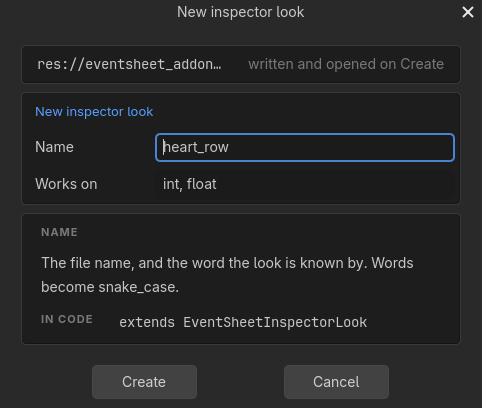 New inspector look
res://eventsheet_addon… written and opened on Create
New inspector look
Name heart_row
Works on int, float
NAME
The file name, and the word the look is known by. Words
become snake_case.
IN CODE extends EventSheetInspectorLook
Create Cancel